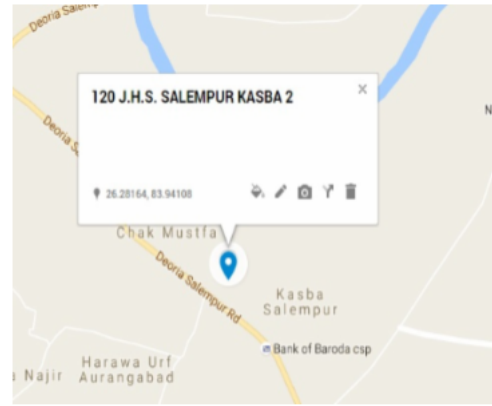 Deoria Salem
120 J.H.S. SALEMPUR KASBA 2
Deoria S
N
26.28164, 83.94108
Chak Mustfa
Deoria Salempur Rd
Kasba
Salempur
Bank of Baroda csp
Harawa Urf
Najir Aurangabad